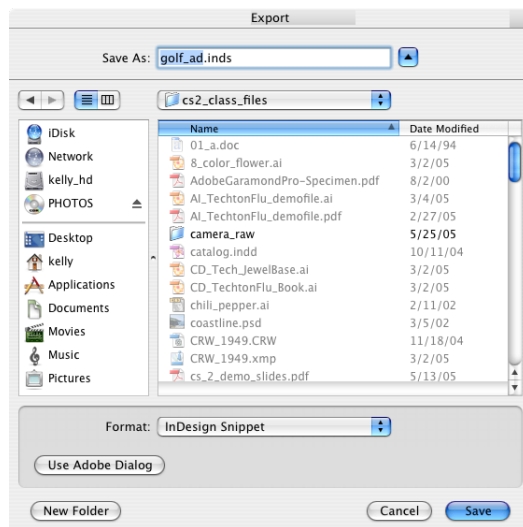 Export
Save As: golf_ad.inds
cs2_class_files
iDisk
Network
kelly_hd
PHOTOS
Desktop
kelly
Applications
Documents
Movies
Music
Pictures
Name Date Modified
01_a.doc 6/14/94
8_color_flower.ai 3/2/05
AdobeGaramondPro-Specimen.pdf 8/2/00
AI_TechtonFlu_demofile.ai 3/4/05
AI_TechtonFlu_demofile.pdf 2/27/05
camera_raw 5/25/05
catalog.indd 10/11/04
CD_Tech_JewelBase.ai 3/2/05
CD_TechtonFlu_Book.ai 3/2/05
chili_pepper.ai 2/11/02
coastline.psd 3/5/02
CRW_1949.CRW 11/18/04
CRW_1949.xmp 3/2/05
cs_2_demo_slides.pdf 5/13/05
Format: InDesign Snippet
Use Adobe Dialog
New Folder Cancel Save